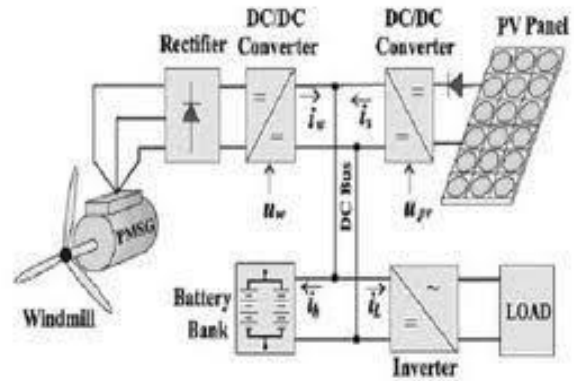 DC/DC
Converter
DC/DC
Converter
PV Panel
Rectifier
i_w
i_s
u_w
u_pv
DC Bus
PMSG
Windmill
Battery
Bank
i_b
i_L
Inverter
LOAD